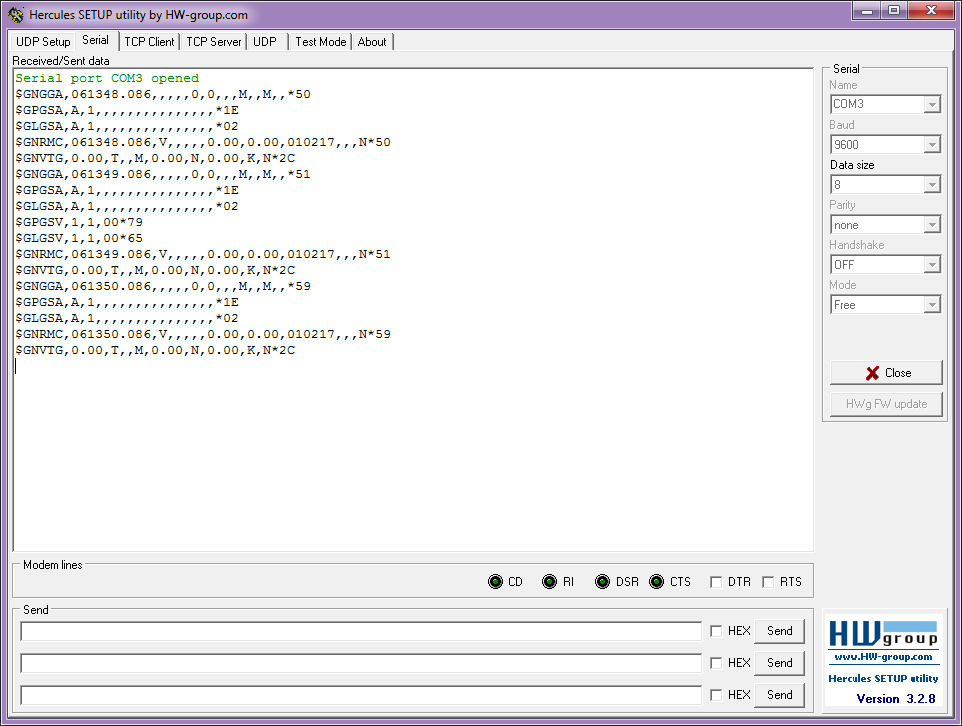 Hercules SETUP utility by HW-group.com
UDP Setup Serial TCP Client TCP Server UDP Test Mode About
Received/Sent data
Serial port COM3 opened
$GNGGA,061348.086,,,,,0,0,,,M,,M,,*50
$GPGSA,A,1,,,,,,,,,,,,,,,*1E
$GLGSA,A,1,,,,,,,,,,,,,,,*02
$GNRMC,061348.086,V,,,,,0.00,0.00,010217,,,N*50
$GNVTG,0.00,T,,M,0.00,N,0.00,K,N*2C
$GNGGA,061349.086,,,,,0,0,,,M,,M,,*51
$GPGSA,A,1,,,,,,,,,,,,,,,*1E
$GLGSA,A,1,,,,,,,,,,,,,,,*02
$GPGSV,1,1,00*79
$GLGSV,1,1,00*65
$GNRMC,061349.086,V,,,,,0.00,0.00,010217,,,N*51
$GNVTG,0.00,T,,M,0.00,N,0.00,K,N*2C
$GNGGA,061350.086,,,,,0,0,,,M,,M,,*59
$GPGSA,A,1,,,,,,,,,,,,,,,*1E
$GLGSA,A,1,,,,,,,,,,,,,,,*02
$GNRMC,061350.086,V,,,,,0.00,0.00,010217,,,N*59
$GNVTG,0.00,T,,M,0.00,N,0.00,K,N*2C
Serial
Name
COM3
Baud
9600
Data size
8
Parity
none
Handshake
OFF
Mode
Free
Close
HWg FW update
Modem lines
CD RI DSR CTS DTR RTS
Send
HEX Send
HEX Send
HEX Send
HWgroup
www.HW-group.com
Hercules SETUP utility
Version 3.2.8